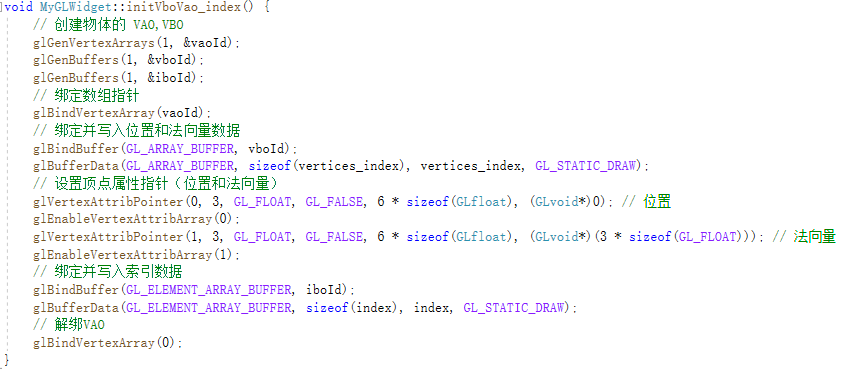 void MyGLWidget::initVboVao_index() {
// 创建物体的 VAO,VBO
glGenVertexArrays(1, &vaoId);
glGenBuffers(1, &vboId);
glGenBuffers(1, &iboId);
// 绑定数组指针
glBindVertexArray(vaoId);
// 绑定并写入位置和法向量数据
glBindBuffer(GL_ARRAY_BUFFER, vboId);
glBufferData(GL_ARRAY_BUFFER, sizeof(vertices_index), vertices_index, GL_STATIC_DRAW);
// 设置顶点属性指针（位置和法向量）
glVertexAttribPointer(0, 3, GL_FLOAT, GL_FALSE, 6 * sizeof(GLfloat), (GLvoid*)0); // 位置
glEnableVertexAttribArray(0);
glVertexAttribPointer(1, 3, GL_FLOAT, GL_FALSE, 6 * sizeof(GLfloat), (GLvoid*)(3 * sizeof(GL_FLOAT))); // 法向量
glEnableVertexAttribArray(1);
// 绑定并写入索引数据
glBindBuffer(GL_ELEMENT_ARRAY_BUFFER, iboId);
glBufferData(GL_ELEMENT_ARRAY_BUFFER, sizeof(index), index, GL_STATIC_DRAW);
// 解绑VAO
glBindVertexArray(0);
}